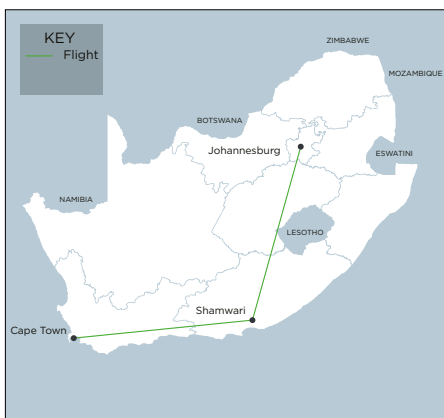 KEY
Flight
ZIMBABWE
MOZAMBIQUE
BOTSWANA
Johannesburg
ESWATINI
NAMIBIA
LESOTHO
Shamwari
Cape Town